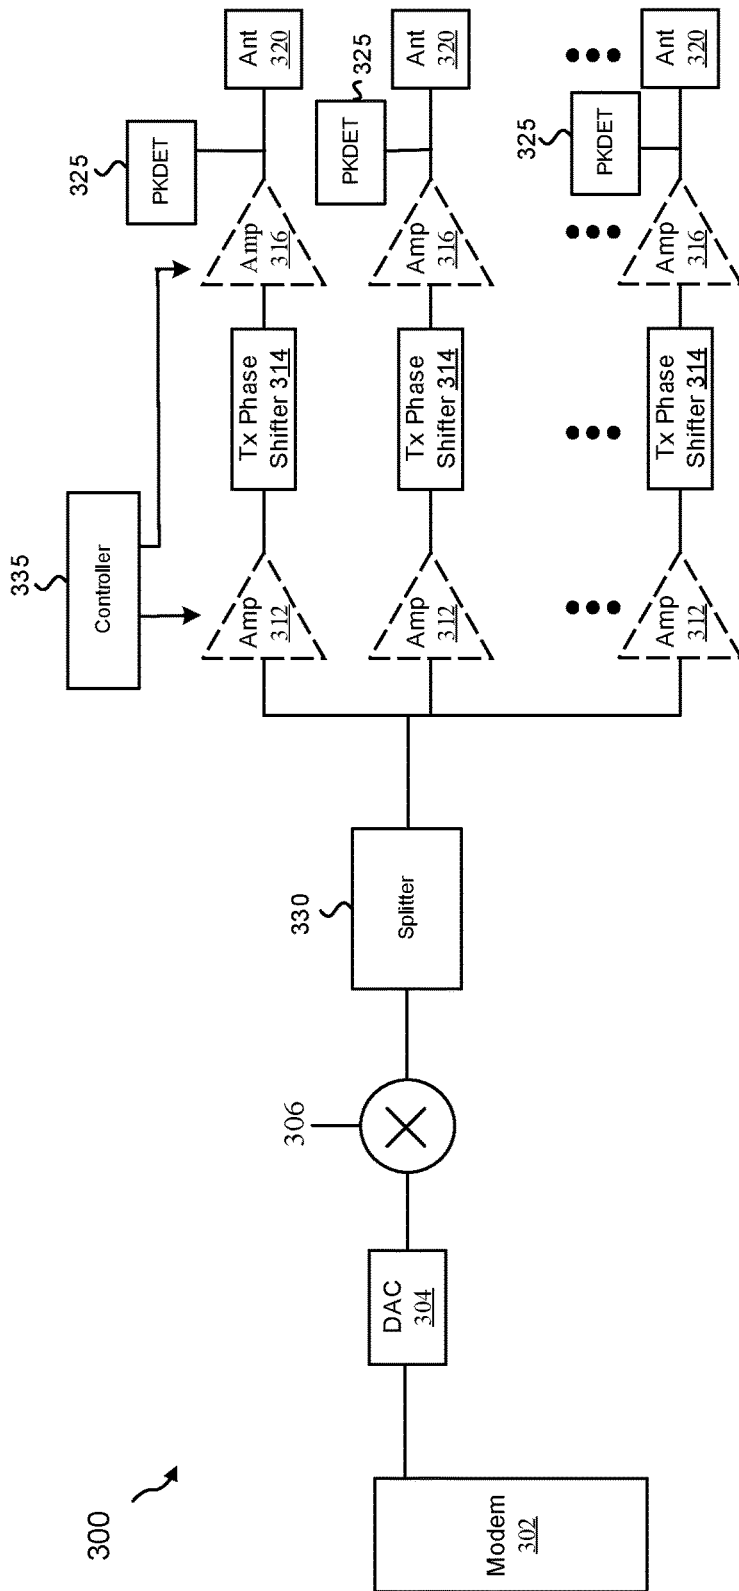 300
Modem
302
DAC
304
306
330
Splitter
335
Controller
Amp
312
Tx Phase
Shifter 314
Amp
316
325
PKDET
Ant
320
Amp
312
Tx Phase
Shifter 314
Amp
316
325
PKDET
Ant
320
Amp
312
Tx Phase
Shifter 314
Amp
316
325
PKDET
Ant
320